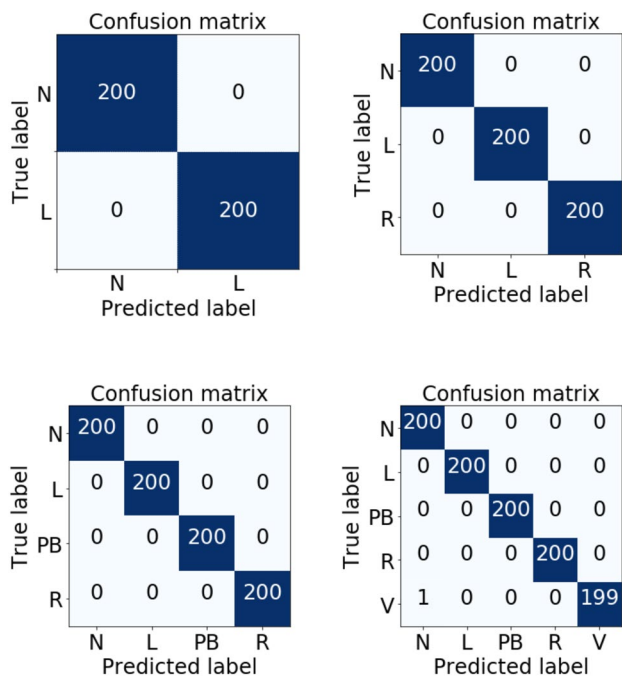 Confusion matrix
True label
N 200 0
L 0 200
N L
Predicted label
Confusion matrix
True label
N 200 0 0
L 0 200 0
R 0 0 200
N L R
Predicted label
Confusion matrix
True label
N 200 0 0 0
L 0 200 0 0
PB 0 0 200 0
R 0 0 0 200
N L PB R
Predicted label
Confusion matrix
True label
N 200 0 0 0 0
L 0 200 0 0 0
PB 0 0 200 0 0
R 0 0 0 200 0
V 1 0 0 0 199
N L PB R V
Predicted label